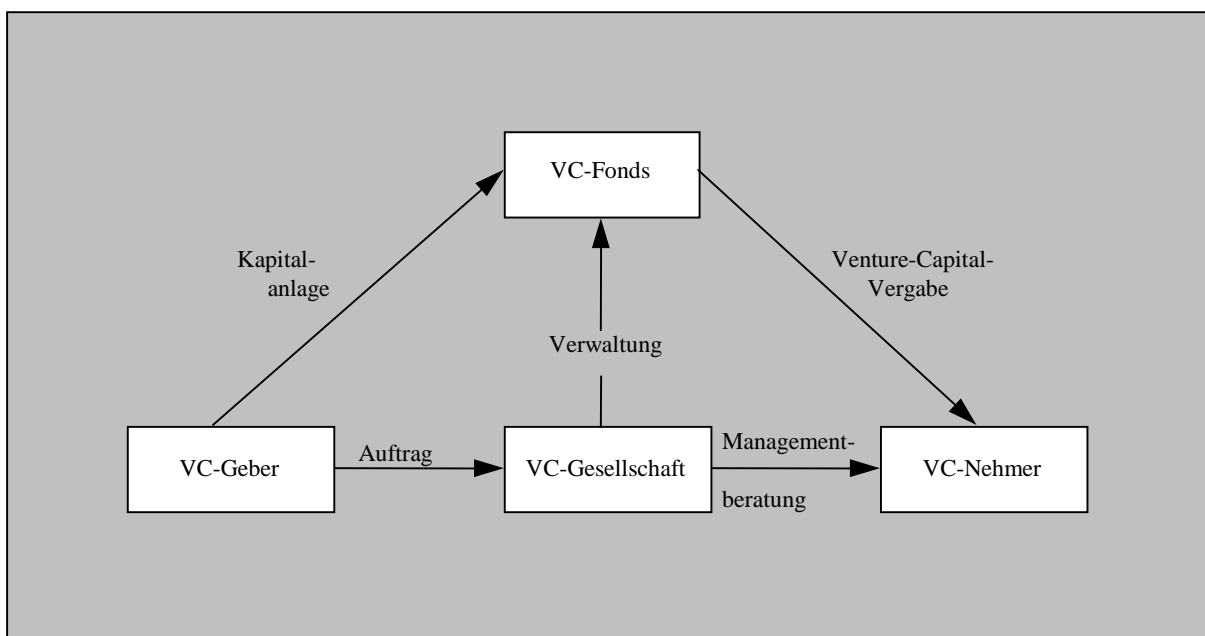 VC-Fonds
Kapital-
anlage
Venture-Capital-
Vergabe
Verwaltung
VC-Geber
Auftrag
VC-Gesellschaft
Management-
beratung
VC-Nehmer